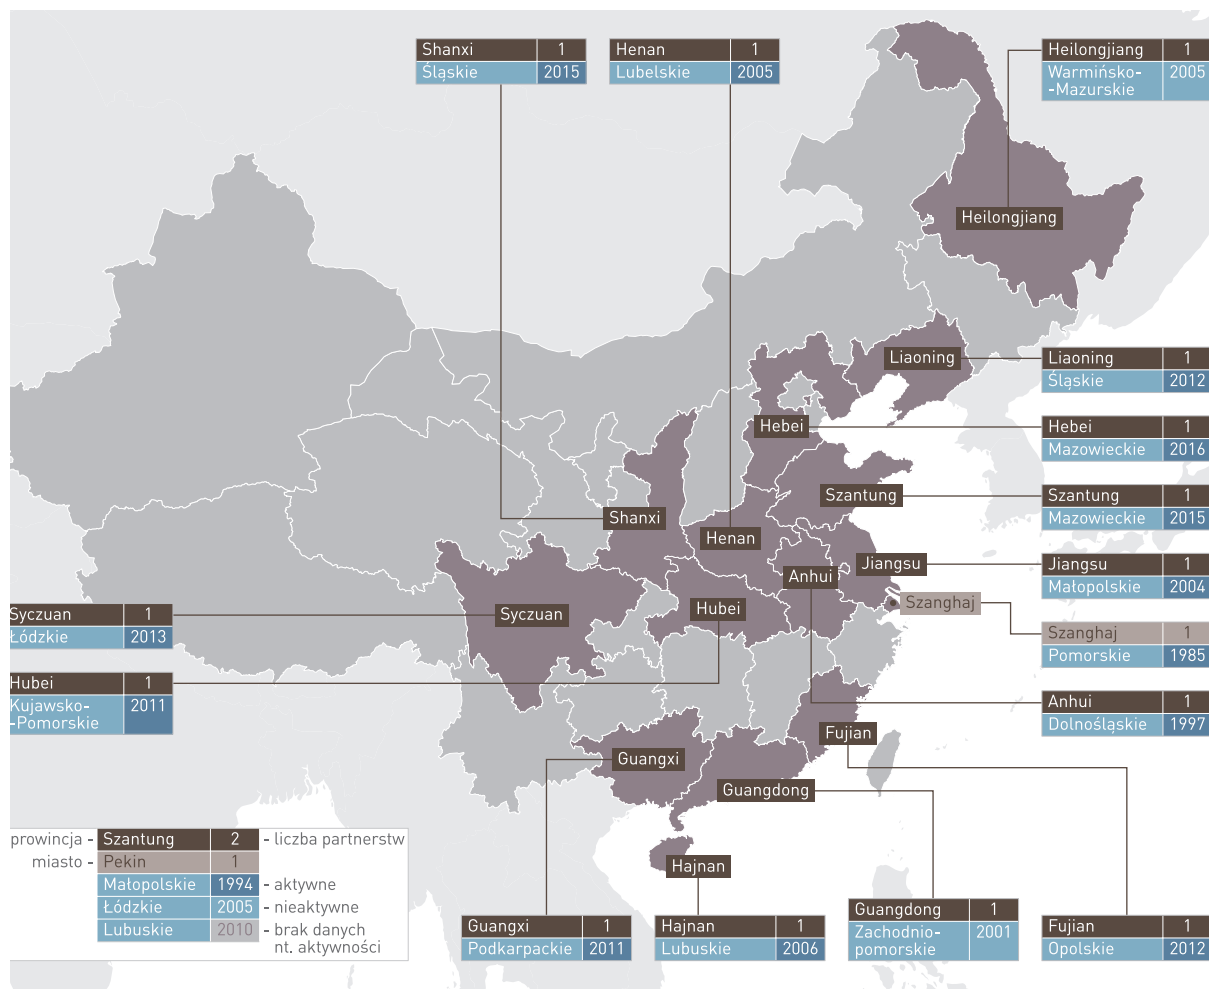 Shanxi 1
Śląskie 2015
Henan 1
Lubelskie 2005
Heilongjiang 1
Warmińsko- 2005
-Mazurskie
Heilongjiang
Liaoning
Liaoning 1
Śląskie 2012
Hebei
Hebei 1
Mazowieckie 2016
Szantung
Szantung 1
Mazowieckie 2015
Shanxi
Henan
Jiangsu
Jiangsu 1
Małopolskie 2004
Anhui
Szanghaj
Szanghaj 1
Pomorskie 1985
Hubei
Syczuan
Syczuan 1
Łódzkie 2013
Hubei 1
Kujawsko- 2011
-Pomorskie
Anhui 1
Dolnośląskie 1997
Fujian
Guangxi
Guangdong
Hajnan
prowincja - Szantung 2 - liczba partnerstw
miasto - Pekin 1
Małopolskie 1994 - aktywne
Łódzkie 2005 - nieaktywne
Lubuskie 2010 - brak danych
nt. aktywności
Guangxi 1
Podkarpackie 2011
Hajnan 1
Lubuskie 2006
Guangdong 1
Zachodnio- 2001
pomorskie
Fujian 1
Opolskie 2012